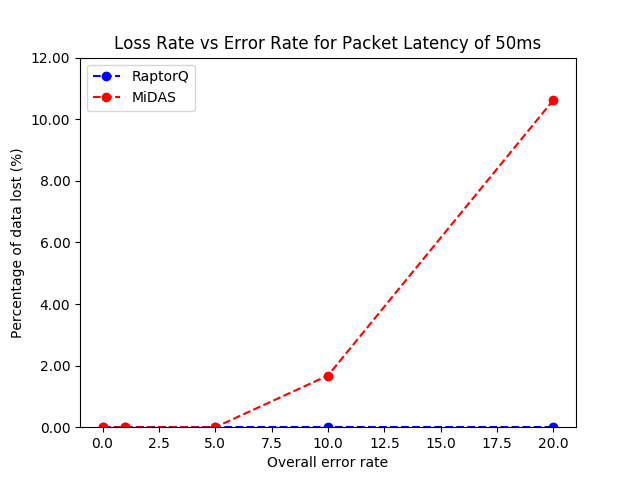 Loss Rate vs Error Rate for Packet Latency of 50ms
RaptorQ
MiDAS
Percentage of data lost (%)
12.00
10.00
8.00
6.00
4.00
2.00
0.00
0.0 2.5 5.0 7.5 10.0 12.5 15.0 17.5 20.0
Overall error rate